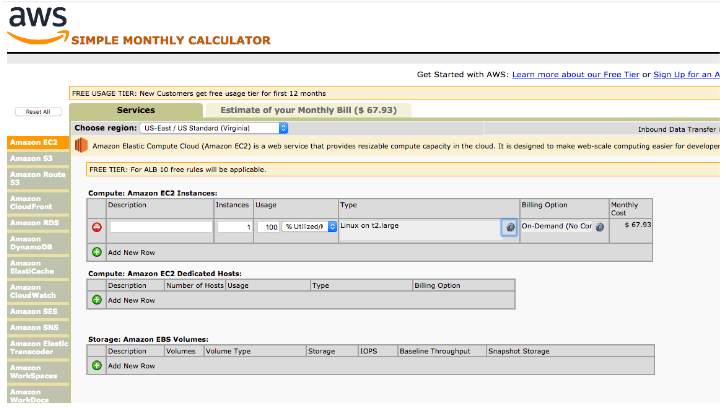 aws
SIMPLE MONTHLY CALCULATOR
Get Started with AWS: Learn more about our Free Tier or Sign Up for an A
FREE USAGE TIER: New Customers get free usage tier for first 12 months
Reset All
Services
Estimate of your Monthly Bill ($ 67.93)
Choose region: US-East / US Standard (Virginia)
Inbound Data Transfer
Amazon EC2
Amazon S3
Amazon Route 53
Amazon CloudFront
Amazon RDS
Amazon DynamoDB
Amazon ElastiCache
Amazon CloudWatch
Amazon SES
Amazon SNS
Amazon Elastic Transcoder
Amazon WorkSpaces
Amazon WorkDocs
Amazon Elastic Compute Cloud (Amazon EC2) is a web service that provides resizable compute capacity in the cloud. It is designed to make web-scale computing easier for developer
FREE TIER: For ALB 10 free rules will be applicable.
Compute: Amazon EC2 Instances:
Description Instances Usage Type Billing Option Monthly Cost
1 100 % Utilized/ Linux on t2.large On-Demand (No Cor $ 67.93
Add New Row
Compute: Amazon EC2 Dedicated Hosts:
Description Number of Hosts Usage Type Billing Option
Add New Row
Storage: Amazon EBS Volumes:
Description Volumes Volume Type Storage IOPS Baseline Throughput Snapshot Storage
Add New Row